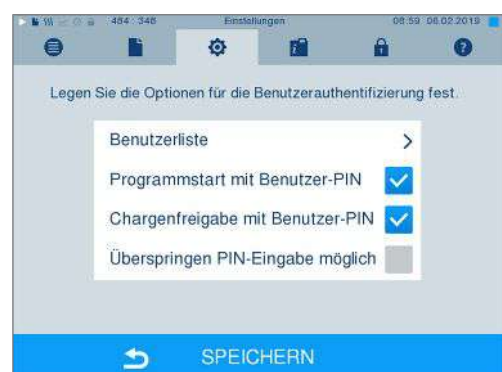 484 : 346 Einstellungen 08:59 06.02.2019
Legen Sie die Optionen für die Benutzerauthentifizierung fest.
Benutzerliste
Programmstart mit Benutzer-PIN
Chargenfreigabe mit Benutzer-PIN
Überspringen PIN-Eingabe möglich
SPEICHERN